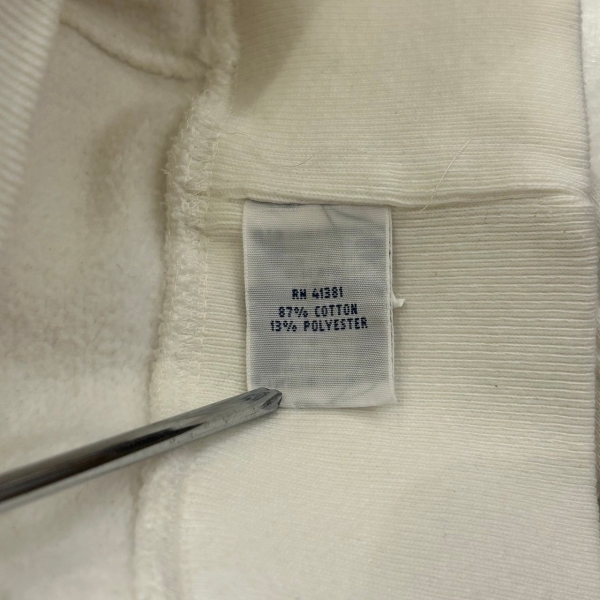 RN 41381
87% COTTON
13% POLYESTER